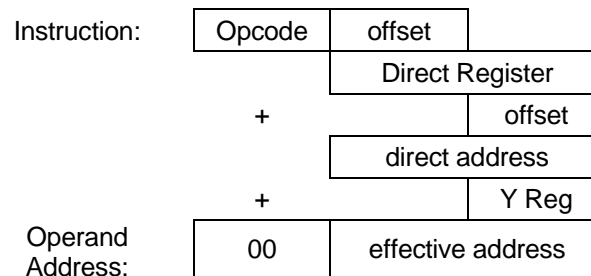 Instruction: Opcode offset
Direct Register
+ offset
direct address
+ Y Reg
Operand
Address: 00 effective address